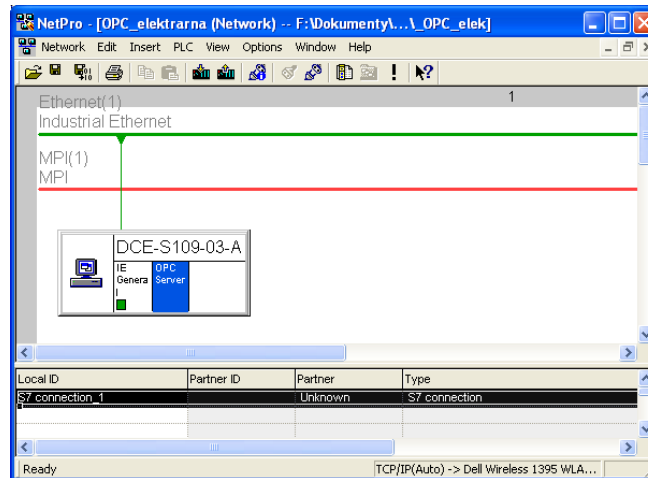 NetPro - [OPC_elektrarna (Network) -- F:\Dokumenty\...\_OPC_elek]
Network Edit Insert PLC View Options Window Help
Ethernet(1)
1
Industrial Ethernet
MPI(1)
MPI
DCE-S109-03-A
IE OPC
Genera Server
l
Local ID Partner ID Partner Type
S7 connection_1 Unknown S7 connection
Ready TCP/IP(Auto) -> Dell Wireless 1395 WLA...